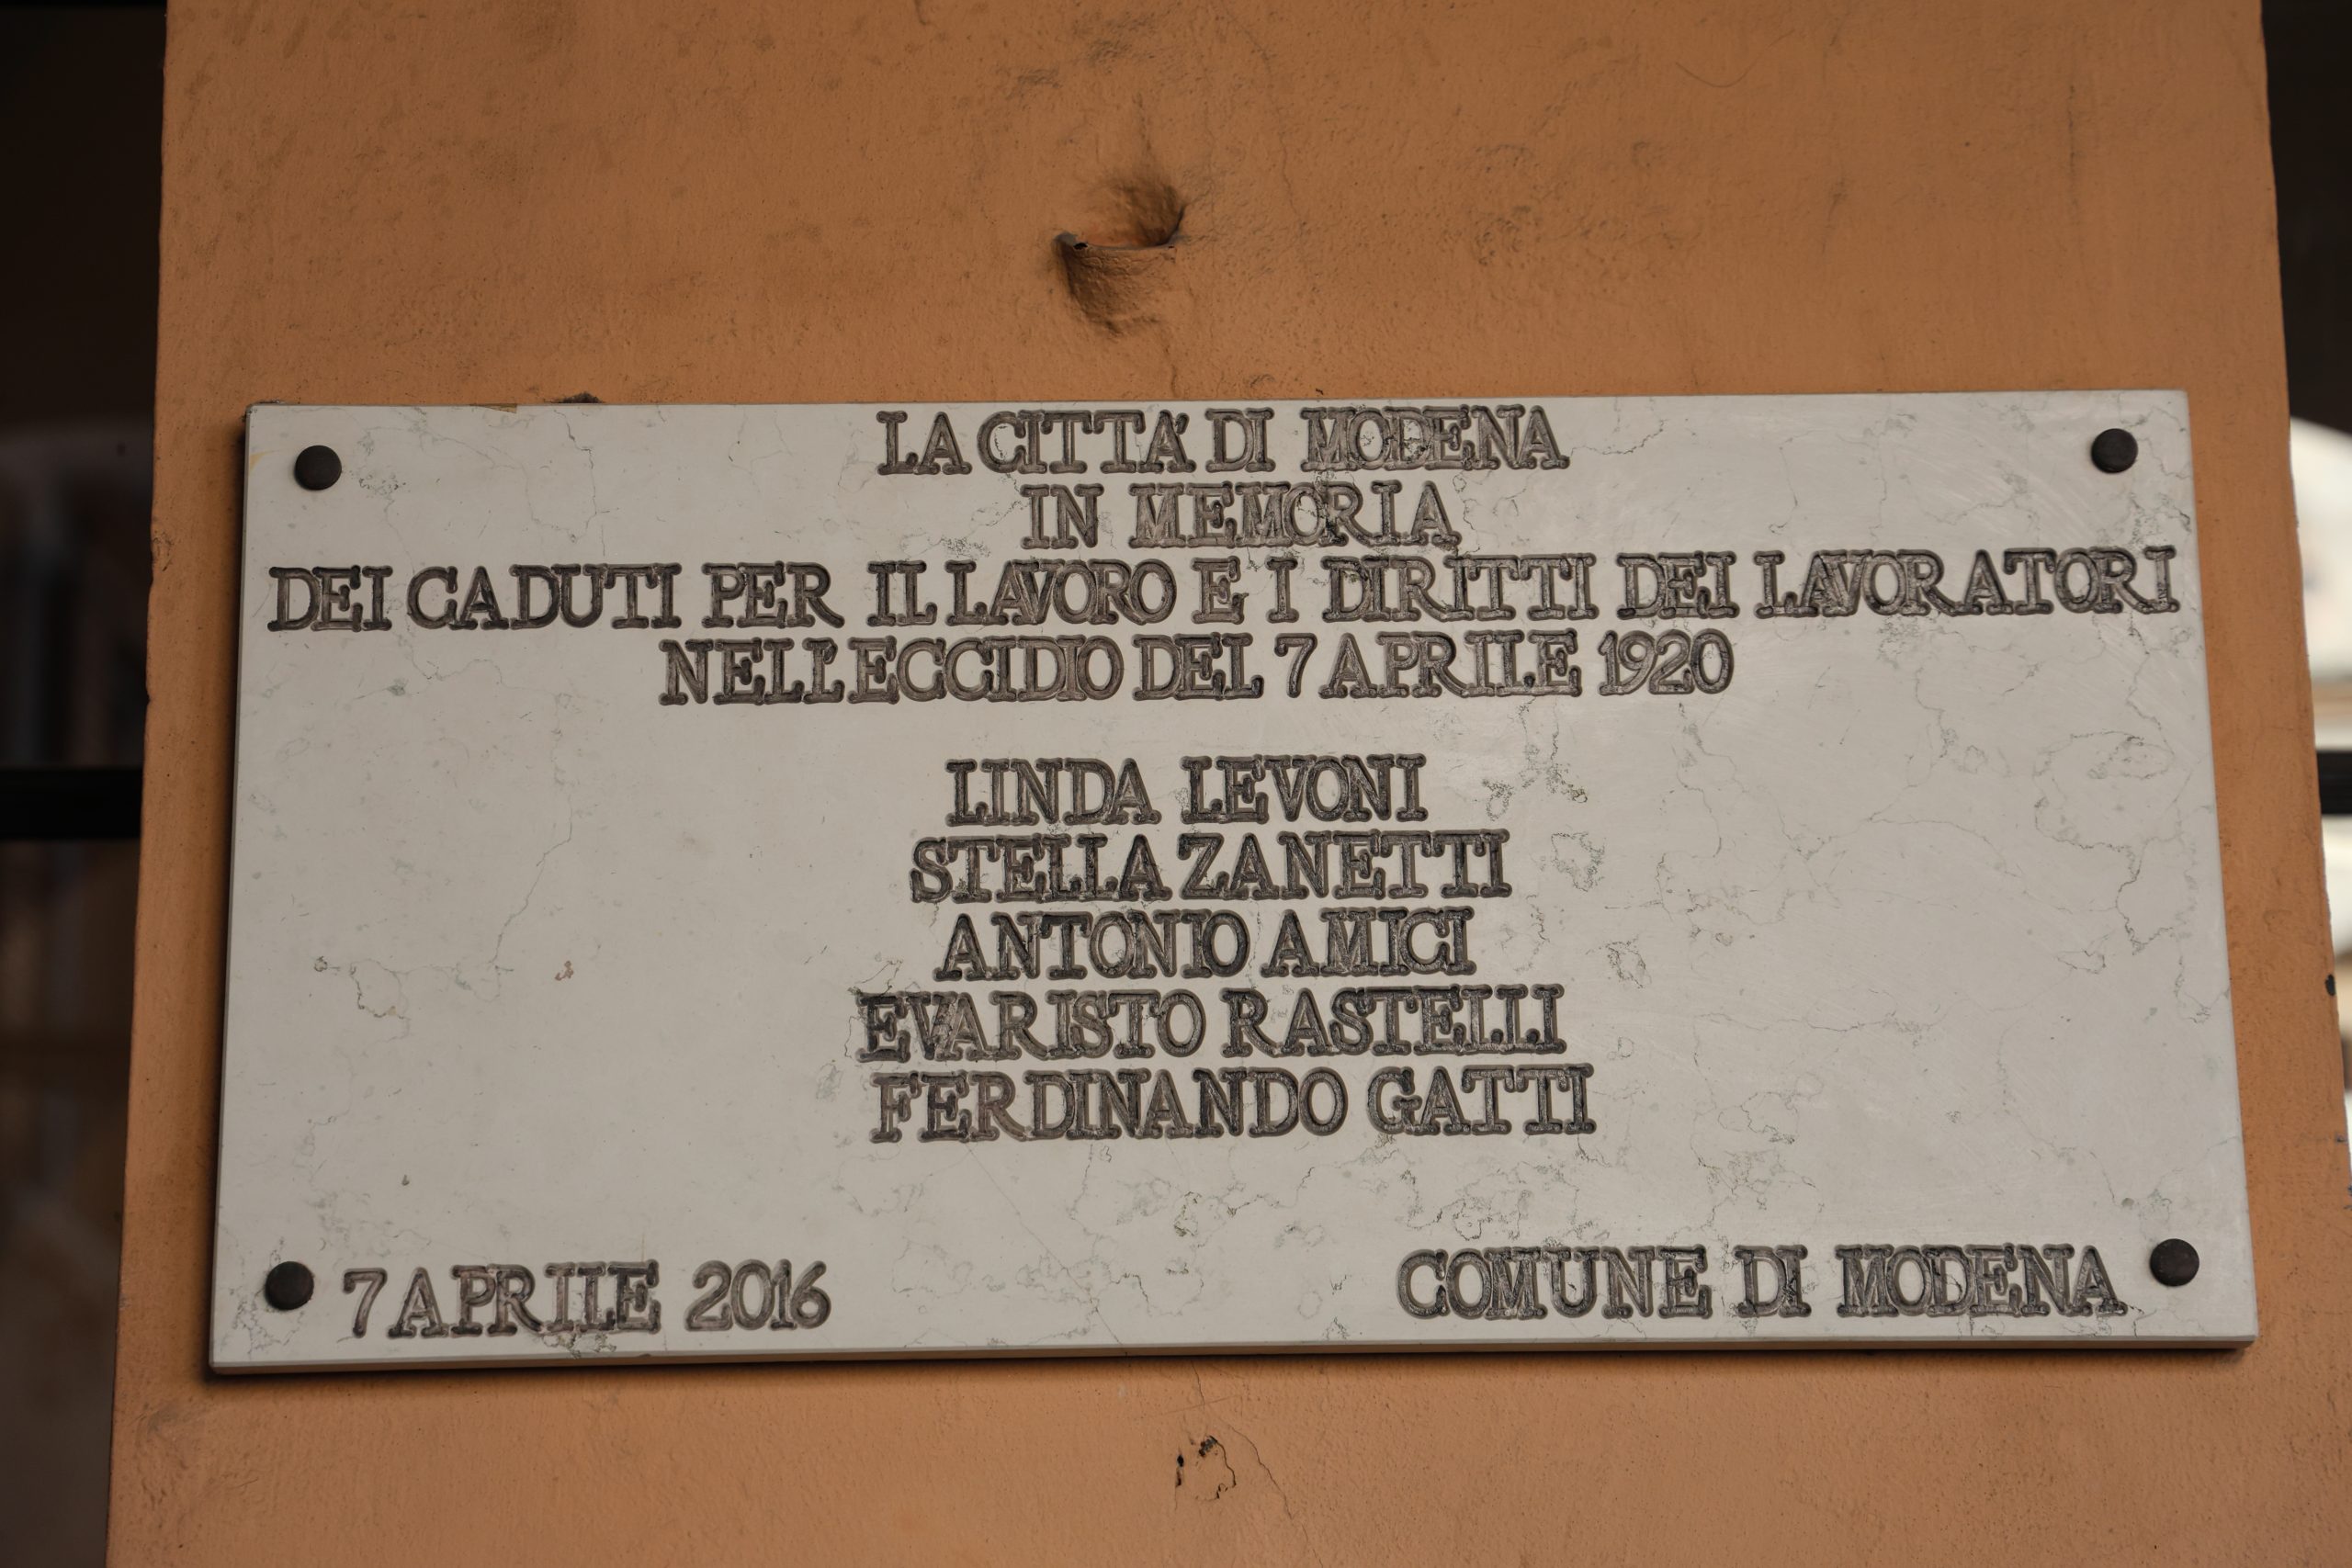 LA CITTA' DI MODENA
IN MEMORIA
DEI CADUTI PER IL LAVORO E I DIRITTI DEI LAVORATORI
NELL'ECCIDIO DEL 7 APRILE 1920
LINDA LEVONI
STELLA ZANETTI
ANTONIO AMICI
EVARISTO RASTELLI
FERDINANDO GATTI
7 APRILE 2016 COMUNE DI MODENA